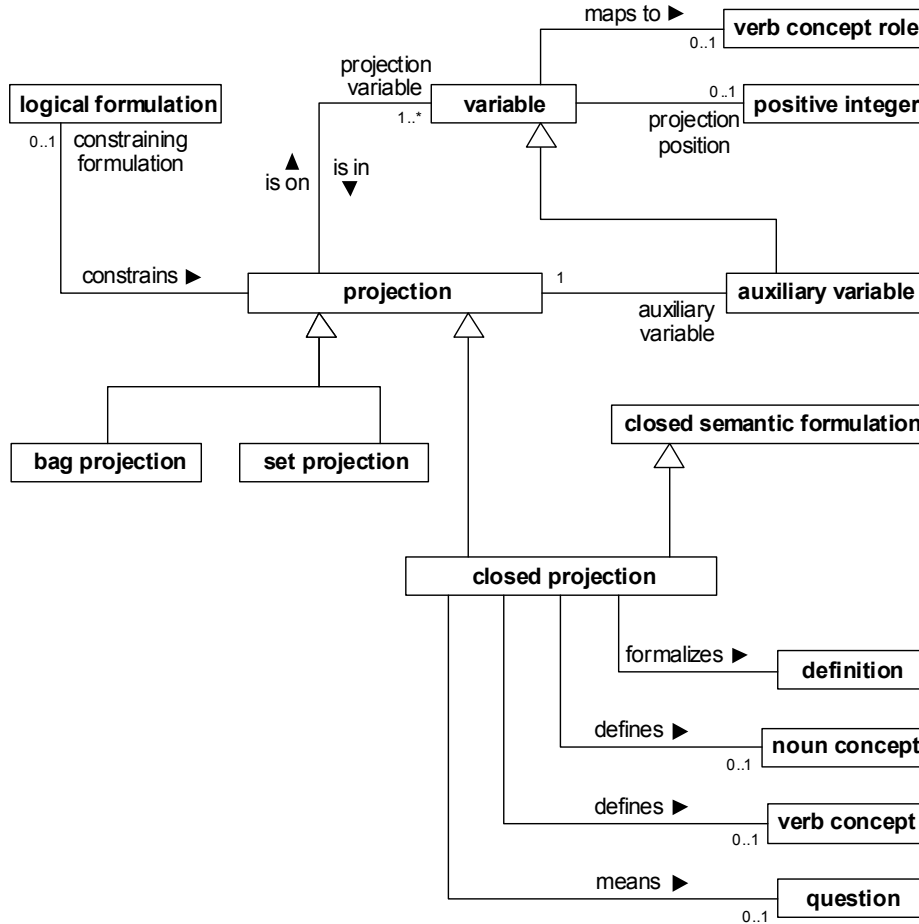 maps to ►
verb concept role
0..1
projection
variable
logical formulation
variable
0..1
positive integer
1..*
0..1
constraining
formulation
projection
position
▲
is on
is in
▼
constrains ►
projection
1
auxiliary variable
auxiliary
variable
closed semantic formulation
bag projection
set projection
closed projection
formalizes ►
definition
defines ►
noun concept
0..1
defines ►
verb concept
0..1
means ►
question
0..1